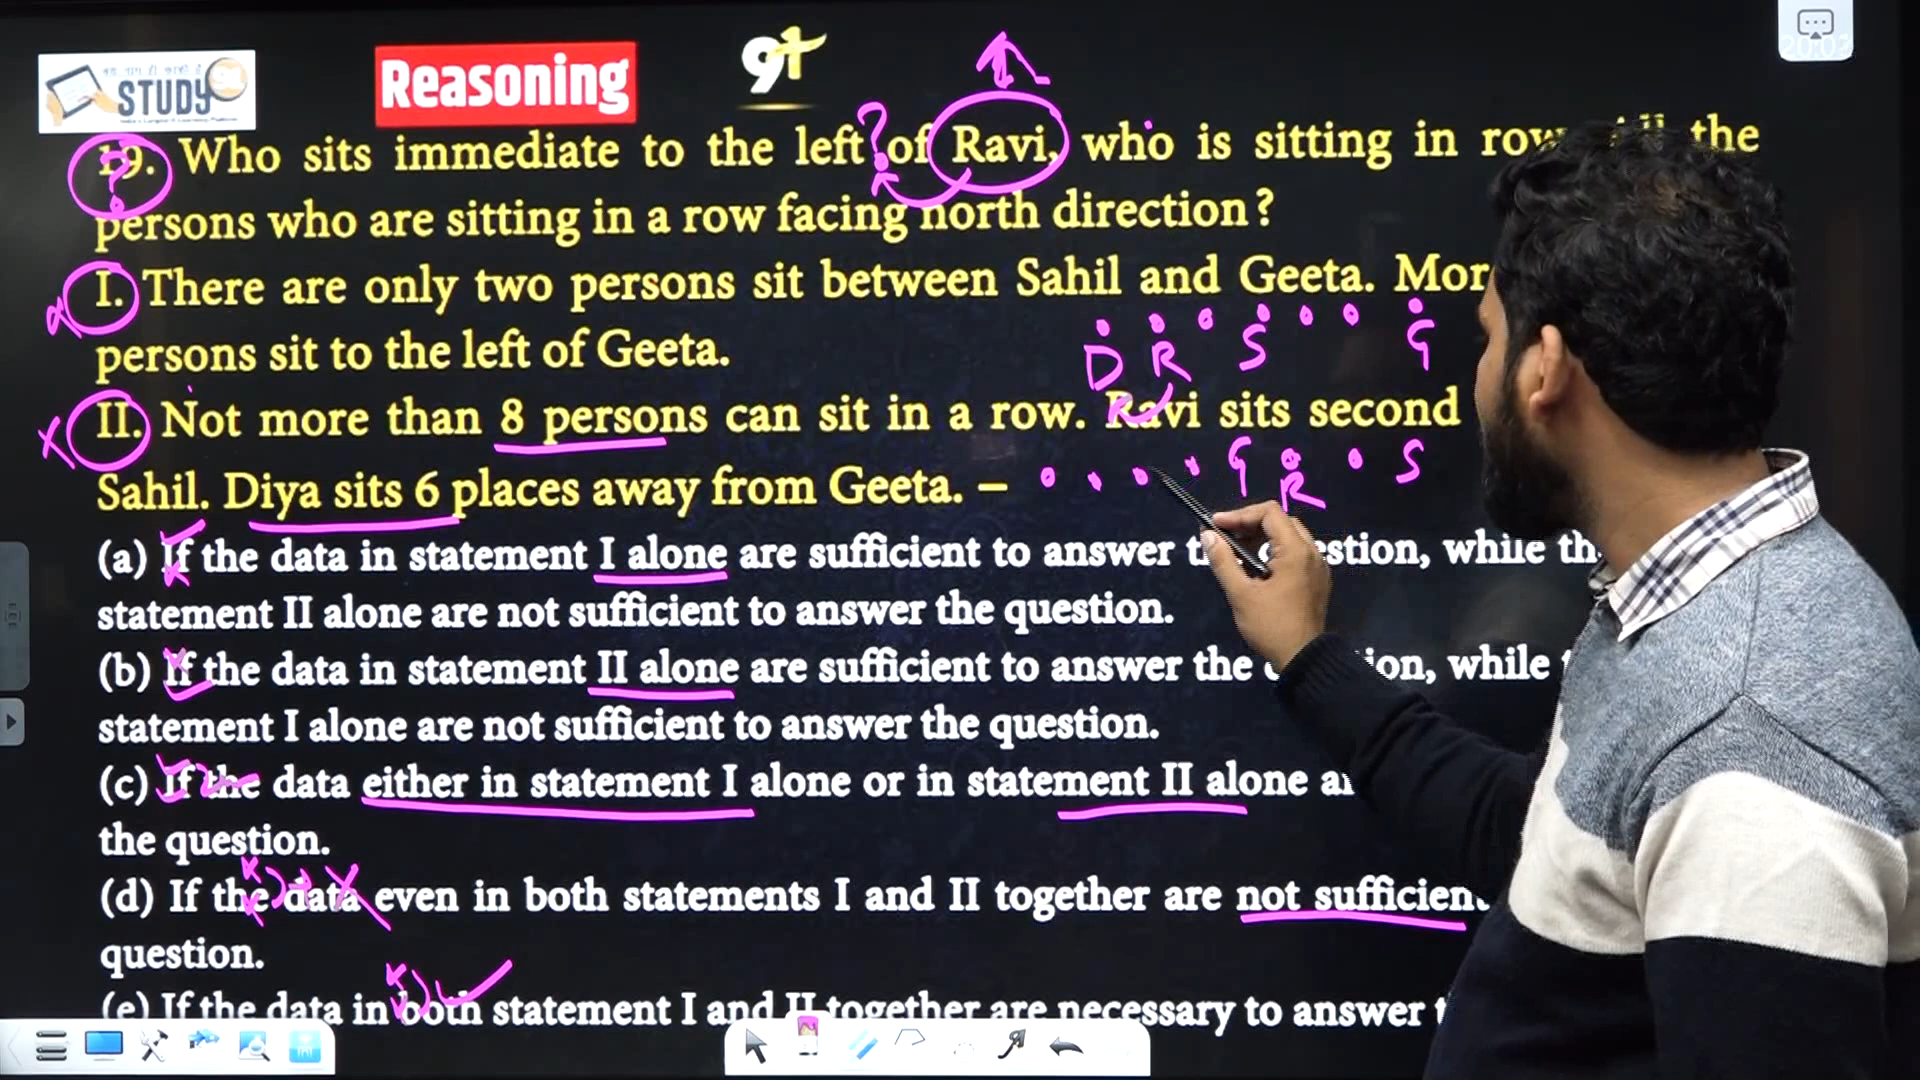 STUDY
Reasoning
91
19. Who sits immediate to the left ? of Ravi, who is sitting in row the
persons who are sitting in a row facing north direction?
I. There are only two persons sit between Sahil and Geeta. Mor
persons sit to the left of Geeta.
D R S G
II. Not more than 8 persons can sit in a row. Ravi sits second
G R S
Sahil. Diya sits 6 places away from Geeta. –
(a) If the data in statement I alone are sufficient to answer t estion, while th
statement II alone are not sufficient to answer the question.
(b) If the data in statement II alone are sufficient to answer the ion, while
statement I alone are not sufficient to answer the question.
(c) If the data either in statement I alone or in statement II alone a
the question.
(d) If the data even in both statements I and II together are not sufficient
question.
(e) If the data in both statement I and II together are necessary to answer t